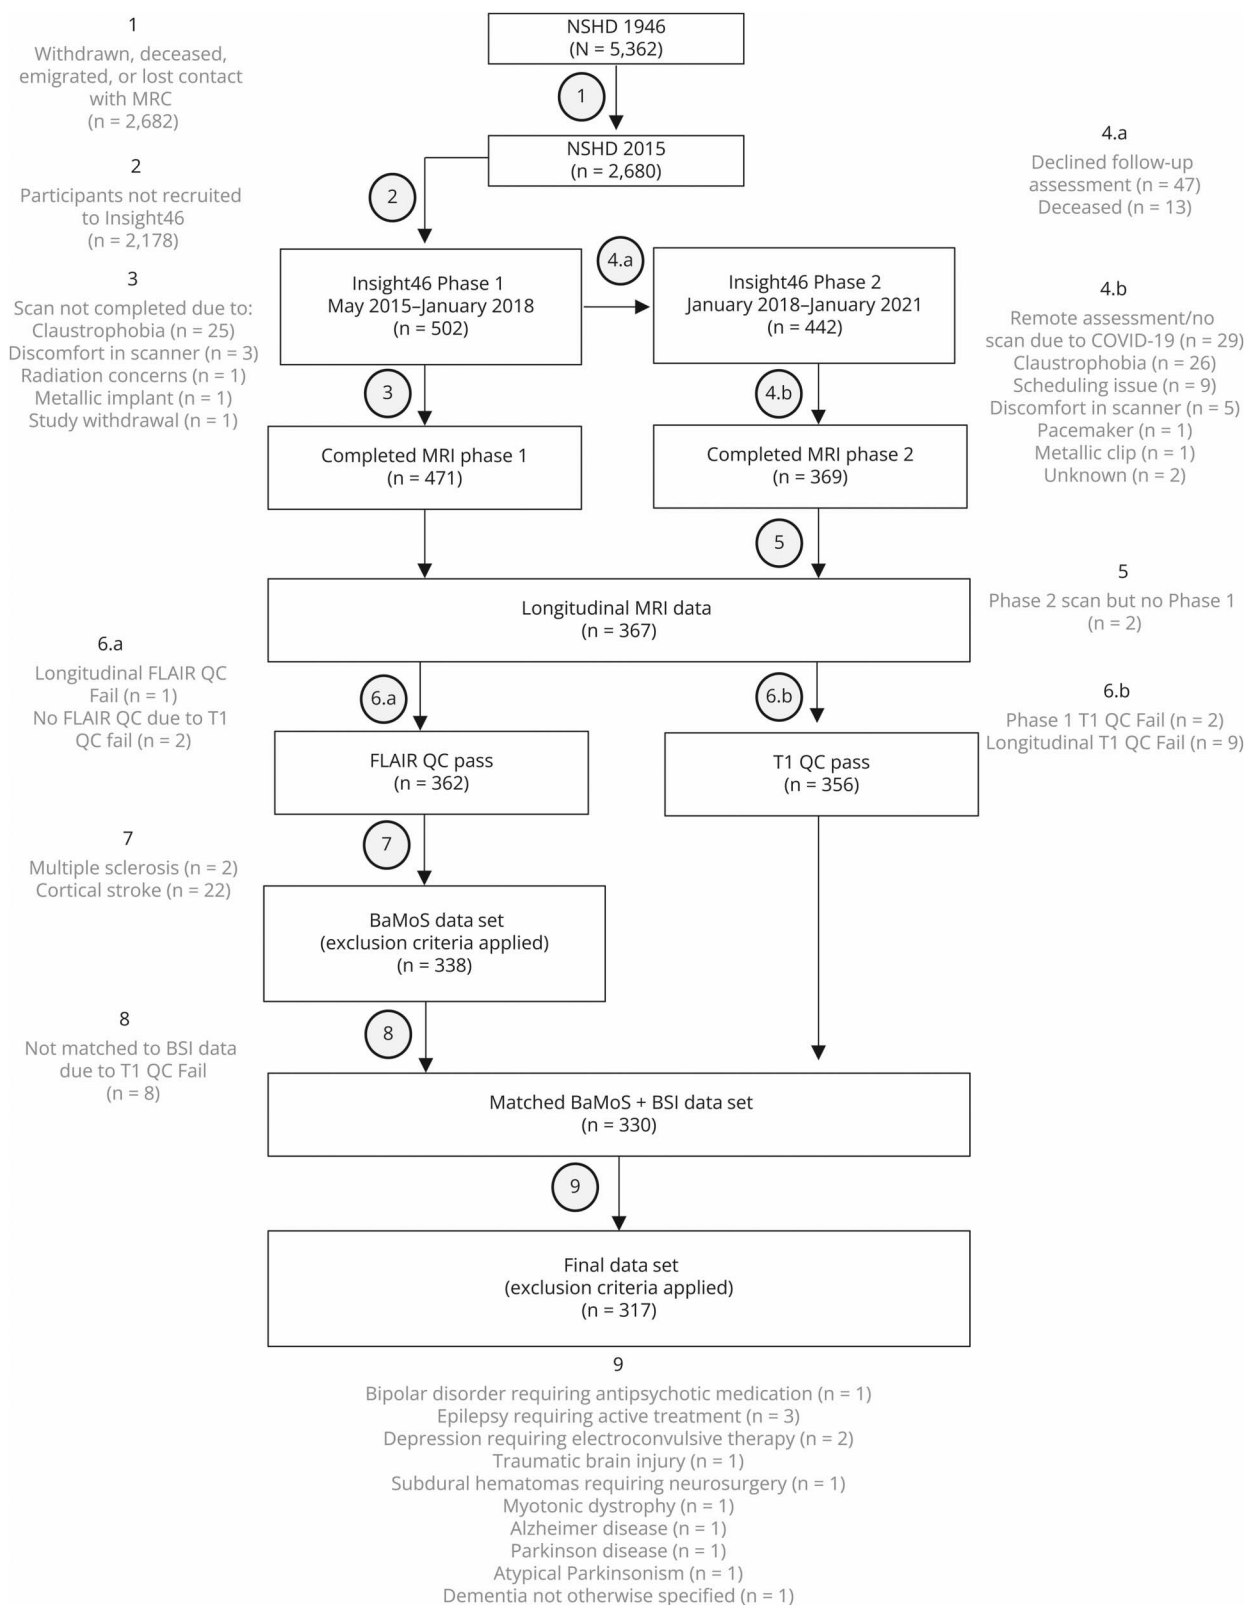 NSHD 1946
(N = 5,362)
1
Withdrawn, deceased,
emigrated, or lost contact
with MRC
(n = 2,682)
1
NSHD 2015
(n = 2,680)
2
Participants not recruited
to Insight46
(n = 2,178)
2
4.a
Declined follow-up
assessment (n = 47)
Deceased (n = 13)
3
Scan not completed due to:
Claustrophobia (n = 25)
Discomfort in scanner (n = 3)
Radiation concerns (n = 1)
Metallic implant (n = 1)
Study withdrawal (n = 1)
Insight46 Phase 1
May 2015–January 2018
(n = 502)
4.a
Insight46 Phase 2
January 2018–January 2021
(n = 442)
4.b
Remote assessment/no
scan due to COVID-19 (n = 29)
Claustrophobia (n = 26)
Scheduling issue (n = 9)
Discomfort in scanner (n = 5)
Pacemaker (n = 1)
Metallic clip (n = 1)
Unknown (n = 2)
3
4.b
Completed MRI phase 1
(n = 471)
Completed MRI phase 2
(n = 369)
5
5
Phase 2 scan but no Phase 1
(n = 2)
Longitudinal MRI data
(n = 367)
6.a
Longitudinal FLAIR QC
Fail (n = 1)
No FLAIR QC due to T1
QC fail (n = 2)
6.a
6.b
6.b
Phase 1 T1 QC Fail (n = 2)
Longitudinal T1 QC Fail (n = 9)
FLAIR QC pass
(n = 362)
T1 QC pass
(n = 356)
7
Multiple sclerosis (n = 2)
Cortical stroke (n = 22)
7
BaMoS data set
(exclusion criteria applied)
(n = 338)
8
Not matched to BSI data
due to T1 QC Fail
(n = 8)
8
Matched BaMoS + BSI data set
(n = 330)
9
Final data set
(exclusion criteria applied)
(n = 317)
9
Bipolar disorder requiring antipsychotic medication (n = 1)
Epilepsy requiring active treatment (n = 3)
Depression requiring electroconvulsive therapy (n = 2)
Traumatic brain injury (n = 1)
Subdural hematomas requiring neurosurgery (n = 1)
Myotonic dystrophy (n = 1)
Alzheimer disease (n = 1)
Parkinson disease (n = 1)
Atypical Parkinsonism (n = 1)
Dementia not otherwise specified (n = 1)